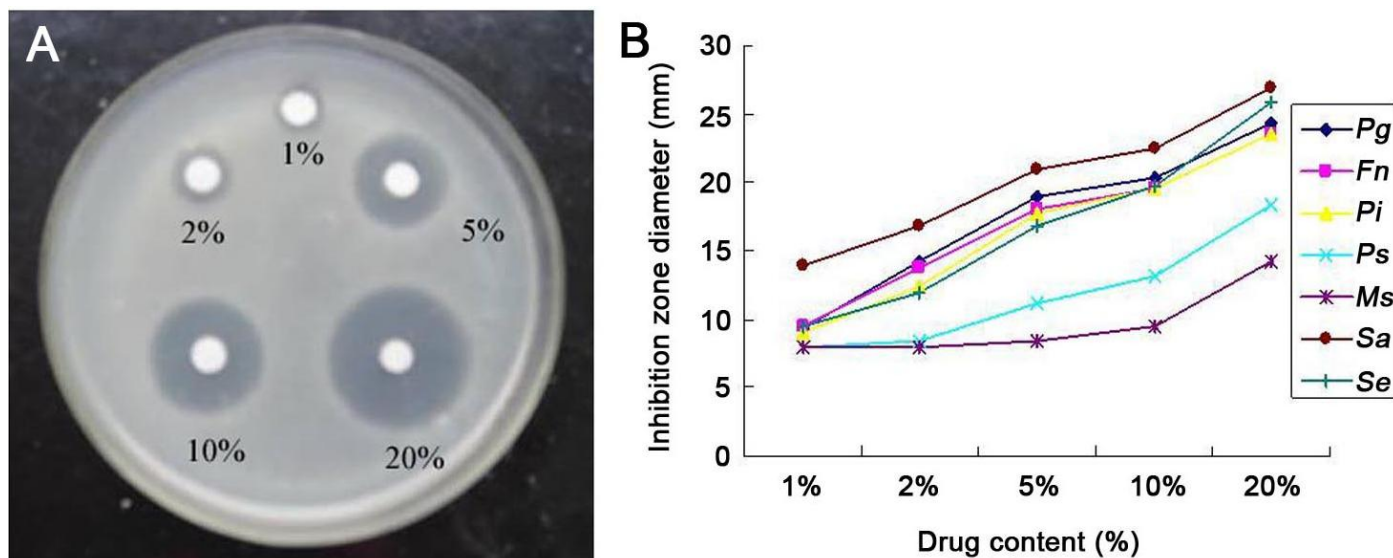 A
1%
2%
5%
10%
20%
B
Inhibition zone diameter (mm)
30
25
20
15
10
5
0
1%
2%
5%
10%
20%
Drug content (%)
Pg
Fn
Pi
Ps
Ms
Sa
Se